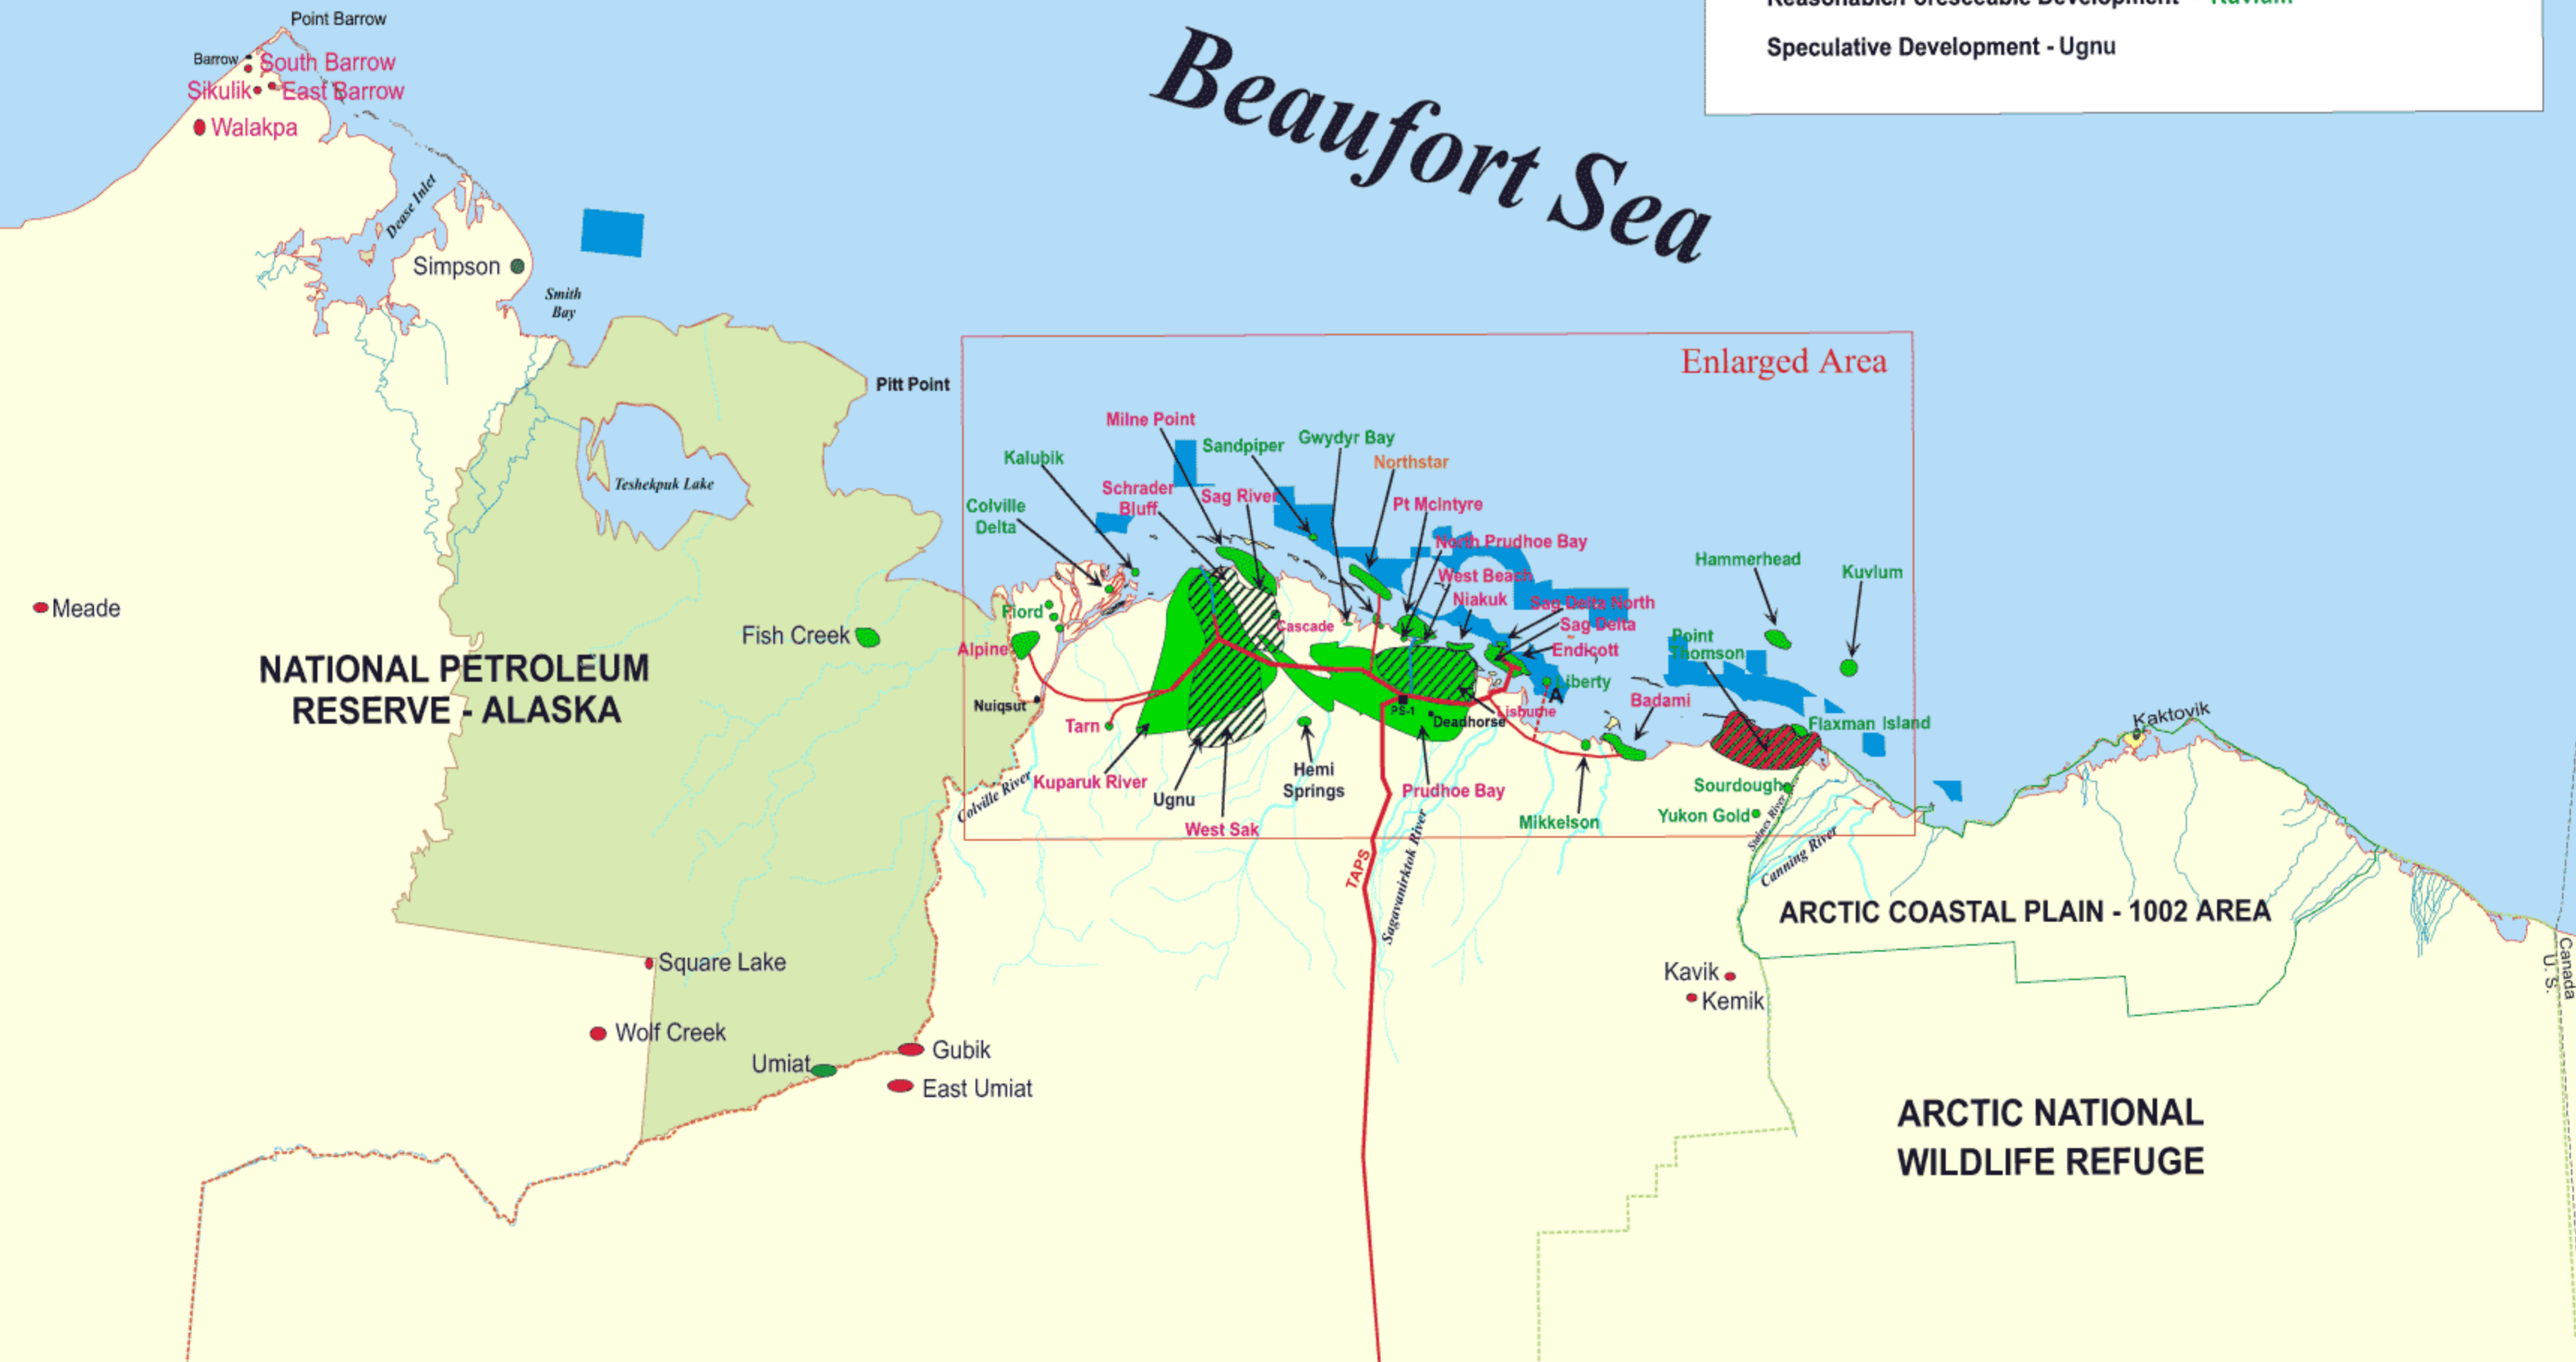 Reasonable/Foreseeable Development - Kuvlum
Speculative Development - Ugnu
Point Barrow
Barrow
South Barrow
Sikulik
East Barrow
Walakpa
Beaufort Sea
Dease Inlet
Simpson
Smith
Bay
Pitt Point
Enlarged Area
Teshekpuk Lake
Milne Point
Sandpiper
Gwydyr Bay
Kalubik
Northstar
Schrader
Bluff
Sag River
Pt McIntyre
Colville
Delta
North Prudhoe Bay
West Beach
Niakuk
Sag Delta North
Sag Delta
Endicott
Hammerhead
Kuvlum
Fiord
Cascade
Alpine
Point
Thomson
Liberty
A
Badami
Nuiqsut
Tarn
PS-1
Deadhorse
Lisburne
Flaxman Island
Kaktovik
Meade
Fish Creek
NATIONAL PETROLEUM
RESERVE - ALASKA
Colville River
Kuparuk River
Ugnu
West Sak
Hemi
Springs
Prudhoe Bay
Mikkelson
Sourdough
Yukon Gold
Staines River
Canning River
TAPS
Sagavanirktok River
ARCTIC COASTAL PLAIN - 1002 AREA
Square Lake
Kavik
Kemik
Canada
U. S.
Wolf Creek
Umiat
Gubik
East Umiat
ARCTIC NATIONAL
WILDLIFE REFUGE